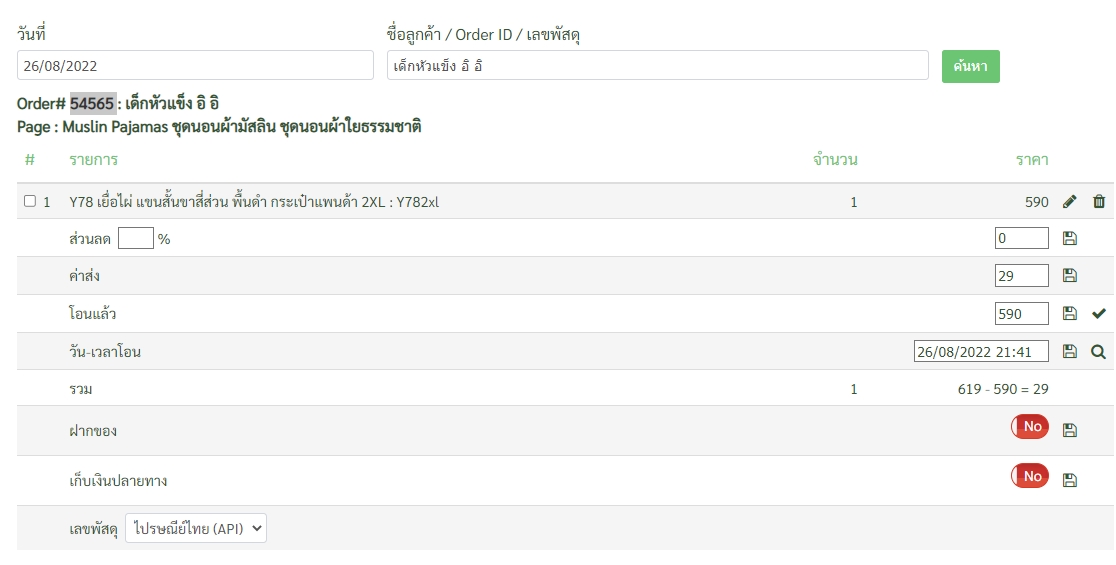 วันที่ ชื่อลูกค้า / Order ID / เลขพัสดุ
26/08/2022 เด็กหัวแข็ง อิ อิ ค้นหา
Order# 54565 : เด็กหัวแข็ง อิ อิ
Page : Muslin Pajamas ชุดนอนผ้ามัสลิน ชุดนอนผ้าใยธรรมชาติ
# รายการ จำนวน ราคา
1 Y78 เยื่อไผ่ แขนสั้นขาสี่ส่วน พื้นดำ กระเป๋าแพนด้า 2XL : Y782xl 1 590
ส่วนลด % 0
ค่าส่ง 29
โอนแล้ว 590
วัน-เวลาโอน 26/08/2022 21:41
รวม 1 619 - 590 = 29
ฝากของ No
เก็บเงินปลายทาง No
เลขพัสดุ ไปรษณีย์ไทย (API)